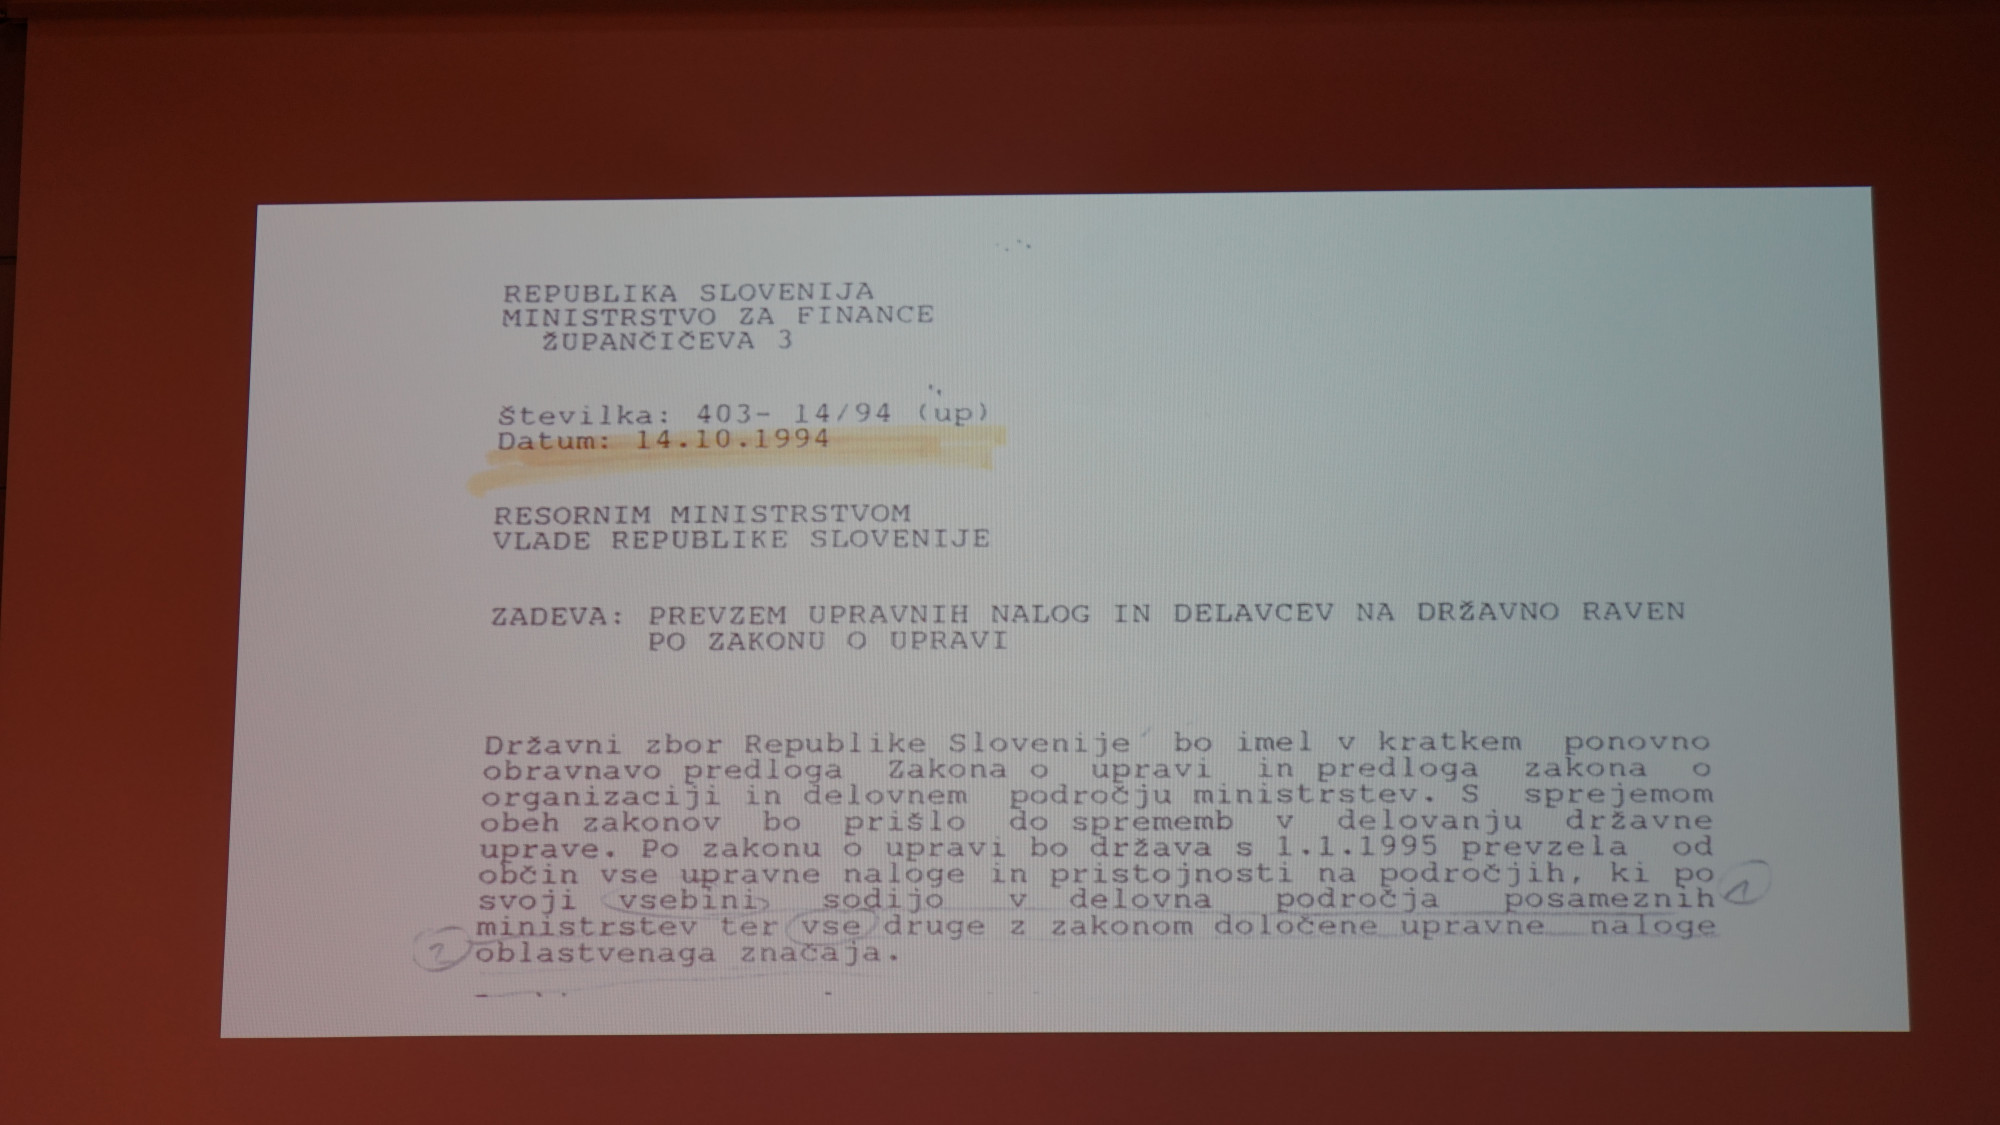 REPUBLIKA SLOVENIJA
MINISTRSTVO ZA FINANCE
ŽUPANČIČEVA 3
Številka: 403- 14/94 (up)
Datum: 14.10.1994
RESORNIM MINISTRSTVOM
VLADE REPUBLIKE SLOVENIJE
ZADEVA: PREVZEM UPRAVNIH NALOG IN DELAVCEV NA DRŽAVNO RAVEN
PO ZAKONU O UPRAVI
Državni zbor Republike Slovenije bo imel v kratkem ponovno
obravnavo predloga Zakona o upravi in predloga zakona o
organizaciji in delovnem področju ministrstev. S sprejemom
obeh zakonov bo prišlo do sprememb v delovanju državne
uprave. Po zakonu o upravi bo država s 1.1.1995 prevzela od
občin vse upravne naloge in pristojnosti na področjih, ki po
svoji vsebini sodijo v delovna področja posameznih 1
ministrstev ter vse druge z zakonom določene upravne naloge
2 oblastvenaga značaja.